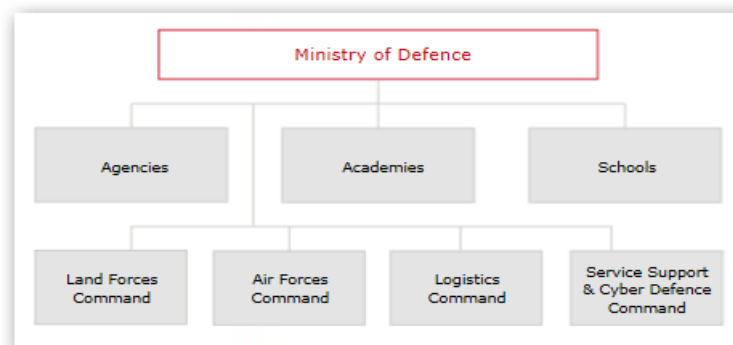 Ministry of Defence
Agencies
Academies
Schools
Land Forces
Command
Air Forces
Command
Logistics
Command
Service Support
& Cyber Defence
Command